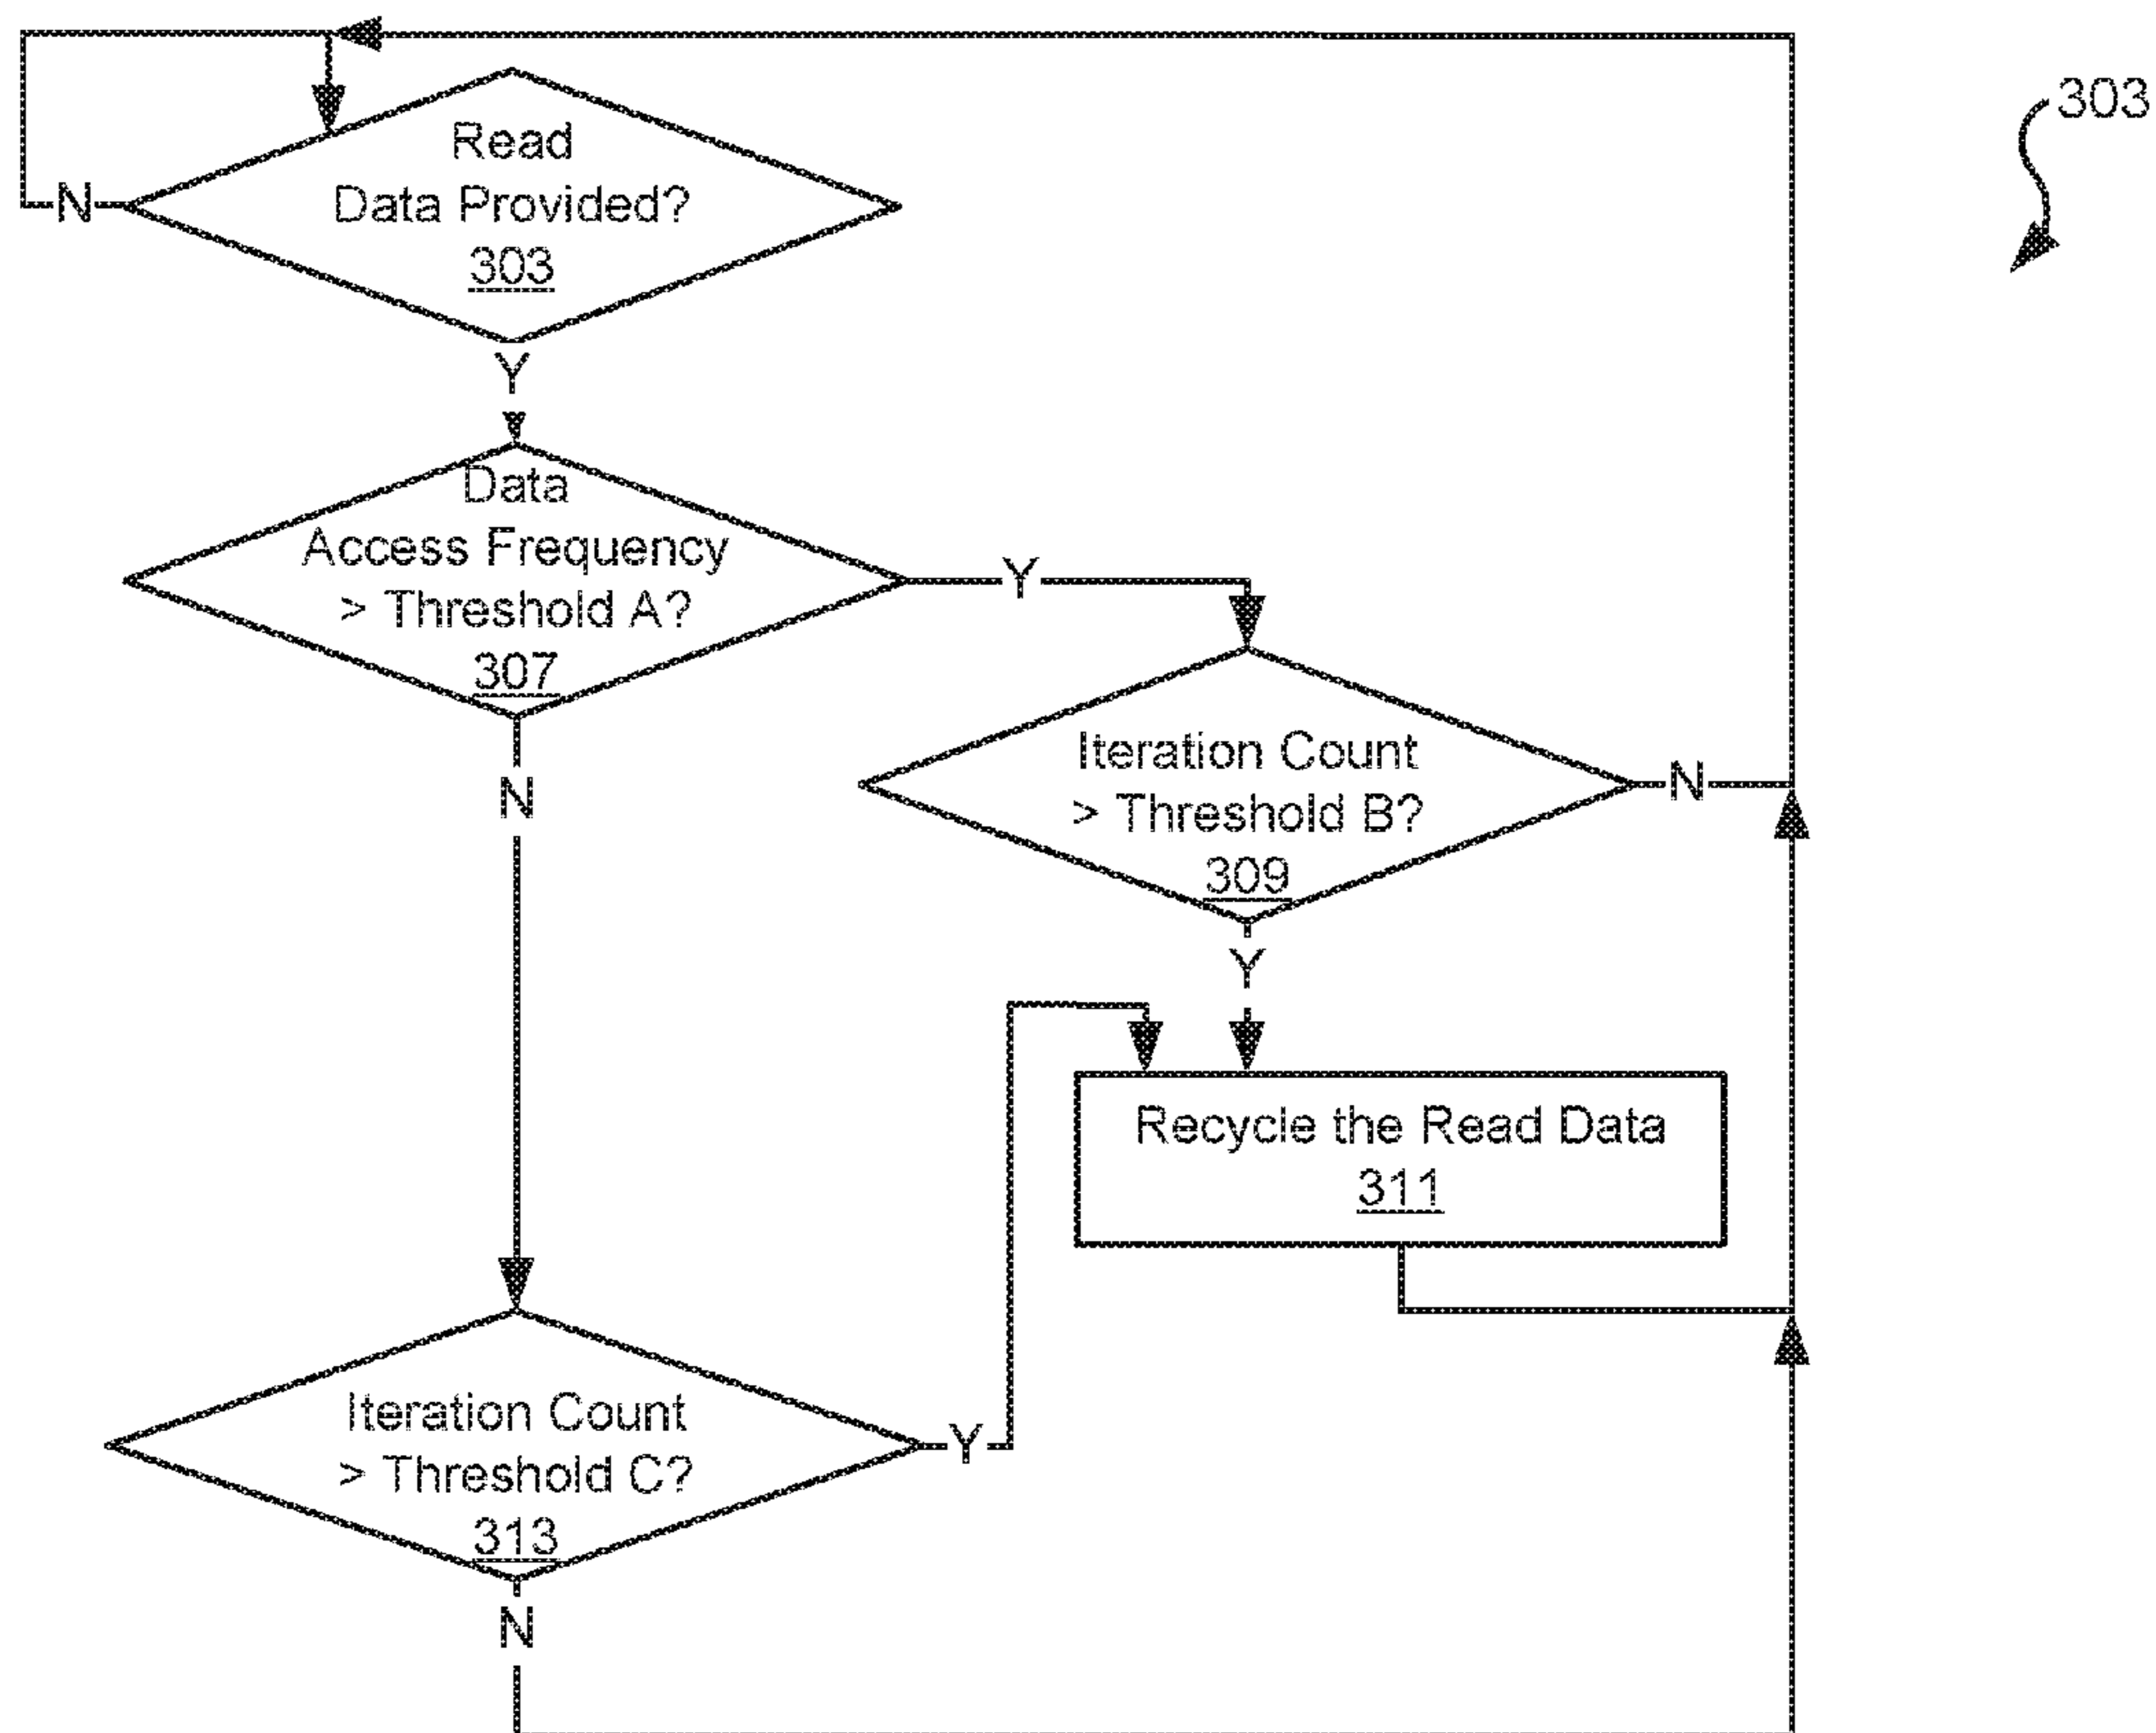 303
Read
Data Provided?
303
N
Y
Data
Access Frequency
> Threshold A?
307
Y
N
Iteration Count
> Threshold B?
309
N
Y
Recycle the Read Data
311
Iteration Count
> Threshold C?
313
Y
N